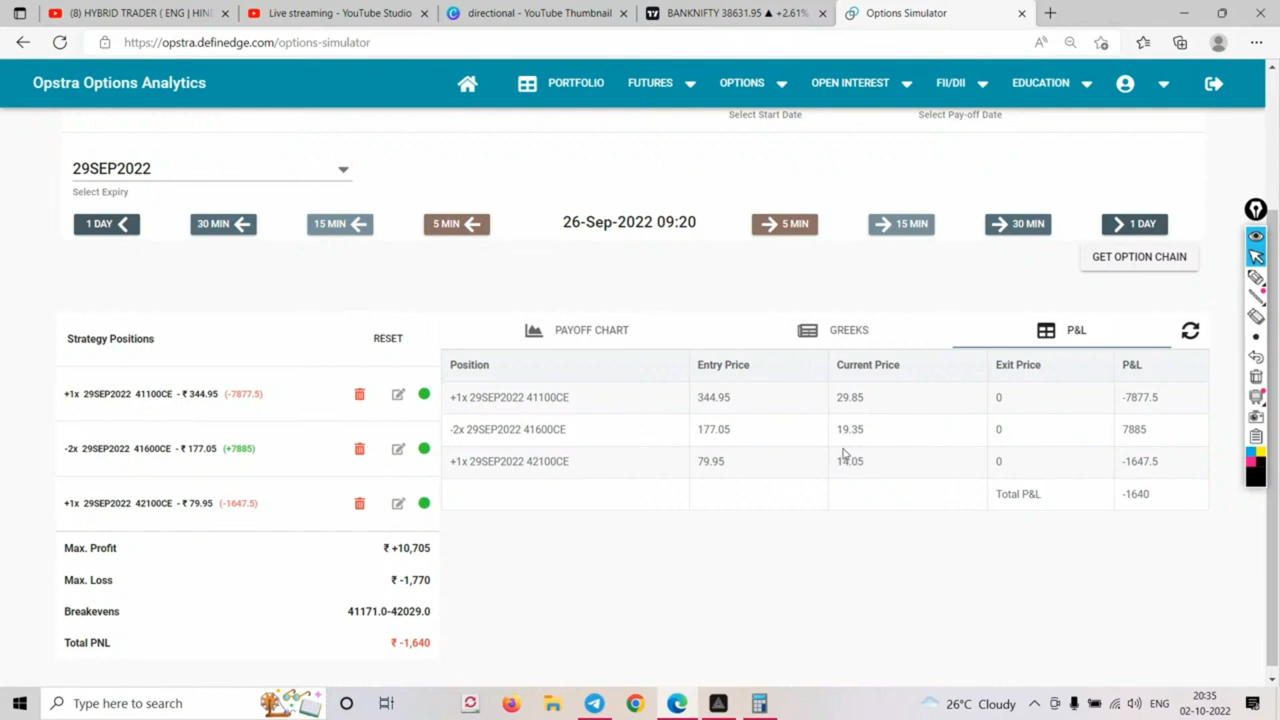 (8) HYBRID TRADER ( ENG | HIN
Live streaming - YouTube Studio
directional - YouTube Thumbnail
BANKNIFTY 38631.95 ▲ +2.61%
Options Simulator
https://opstra.definedge.com/options-simulator
Opstra Options Analytics
PORTFOLIO
FUTURES
OPTIONS
OPEN INTEREST
FII/DII
EDUCATION
Select Start Date
Select Pay-off Date
29SEP2022
Select Expiry
1 DAY
30 MIN
15 MIN
5 MIN
26-Sep-2022 09:20
5 MIN
15 MIN
30 MIN
1 DAY
GET OPTION CHAIN
Strategy Positions
RESET
PAYOFF CHART
GREEKS
P&L
Position Entry Price Current Price Exit Price P&L
+1x 29SEP2022 41100CE 344.95 29.85 0 -7877.5
-2x 29SEP2022 41600CE 177.05 19.35 0 7885
+1x 29SEP2022 42100CE 79.95 14.05 0 -1647.5
Total P&L -1640
+1x 29SEP2022 41100CE - ₹ 344.95 (-7877.5)
-2x 29SEP2022 41600CE - ₹ 177.05 (+7885)
+1x 29SEP2022 42100CE - ₹ 79.95 (-1647.5)
Max. Profit ₹ +10,705
Max. Loss ₹ -1,770
Breakevens 41171.0-42029.0
Total PNL ₹ -1,640
Type here to search
26°C Cloudy
ENG
20:35
02-10-2022